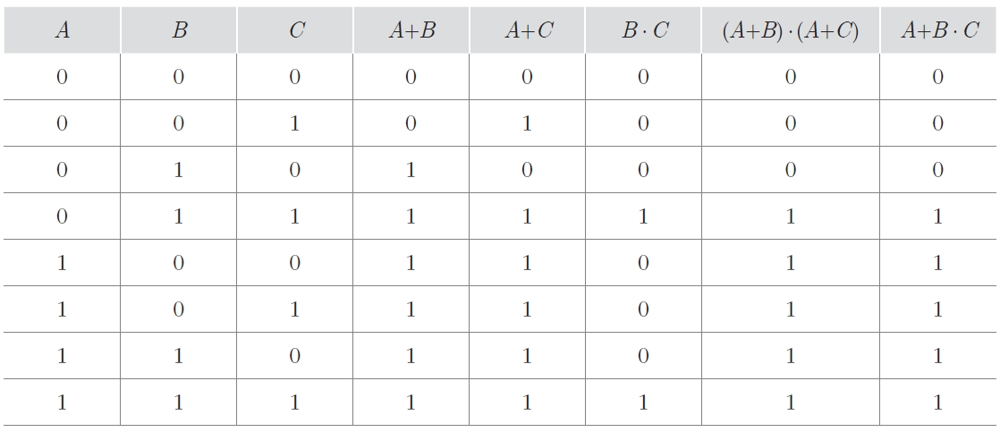 A B C A+B A+C B · C (A+B) · (A+C) A+B · C
0 0 0 0 0 0 0 0
0 0 1 0 1 0 0 0
0 1 0 1 0 0 0 0
0 1 1 1 1 1 1 1
1 0 0 1 1 0 1 1
1 0 1 1 1 0 1 1
1 1 0 1 1 0 1 1
1 1 1 1 1 1 1 1